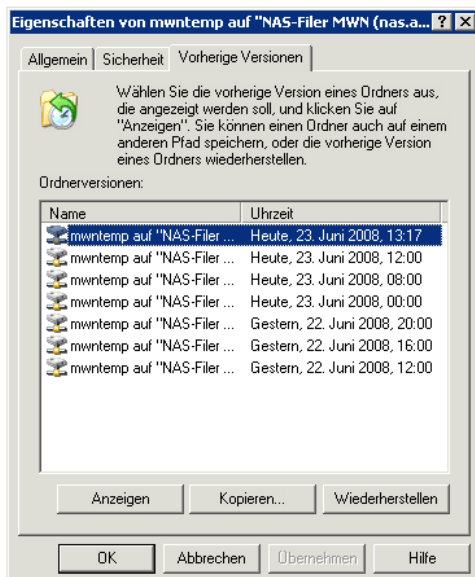 Eigenschaften von mwntemp auf "NAS-Filer MWN (nas.a...
Allgemein Sicherheit Vorherige Versionen
Wählen Sie die vorherige Version eines Ordners aus,
die angezeigt werden soll, und klicken Sie auf
"Anzeigen". Sie können einen Ordner auch auf einem
anderen Pfad speichern, oder die vorherige Version
eines Ordners wiederherstellen.
Ordnerversionen:
Name Uhrzeit
mwntemp auf "NAS-Filer ... Heute, 23. Juni 2008, 13:17
mwntemp auf "NAS-Filer ... Heute, 23. Juni 2008, 12:00
mwntemp auf "NAS-Filer ... Heute, 23. Juni 2008, 08:00
mwntemp auf "NAS-Filer ... Heute, 23. Juni 2008, 00:00
mwntemp auf "NAS-Filer ... Gestern, 22. Juni 2008, 20:00
mwntemp auf "NAS-Filer ... Gestern, 22. Juni 2008, 16:00
mwntemp auf "NAS-Filer ... Gestern, 22. Juni 2008, 12:00
Anzeigen Kopieren... Wiederherstellen
OK Abbrechen Übernehmen Hilfe